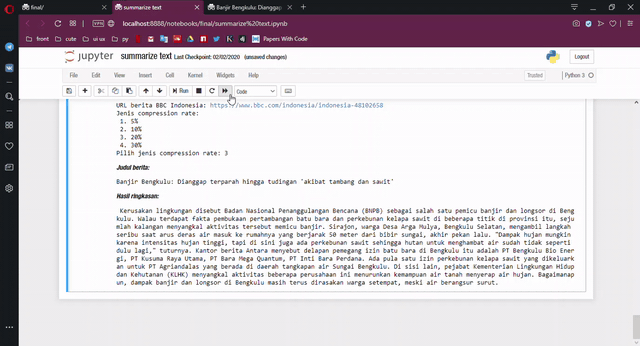 final/
summarize text
Banjir Bengkulu: Dianggap
VPN
localhost:8888/notebooks/final/summarize%20text.ipynb
front
cute
ui ux
py
Papers With Code
jupyter summarize text Last Checkpoint: 02/02/2020 (unsaved changes)
Logout
File Edit View Insert Cell Kernel Widgets Help
Trusted
Python 3
Run
Code
URL berita BBC Indonesia: https://www.bbc.com/indonesia/indonesia-48102658
Jenis compression rate:
1. 5%
2. 10%
3. 20%
4. 30%
Pilih jenis compression rate: 3
Judul berita:
Banjir Bengkulu: Dianggap terparah hingga tudingan 'akibat tambang dan sawit'
Hasil ringkasan:
Kerusakan lingkungan disebut Badan Nasional Penanggulangan Bencana (BNPB) sebagai salah satu pemicu banjir dan longsor di Beng
kulu. Walau terdapat fakta pembukaan pertambangan batu bara dan perkebunan kelapa sawit di beberapa titik di provinsi itu, seju
mlah kalangan menyangkal aktivitas tersebut memicu banjir. Sirajon, warga Desa Arga Mulya, Bengkulu Selatan, mengambil langkah
seribu saat arus deras air masuk ke rumahnya yang berjarak 50 meter dari bibir sungai, akhir pekan lalu. "Dampak hujan mungkin
karena intensitas hujan tinggi, tapi di sini juga ada perkebunan sawit sehingga hutan untuk menghambat air sudah tidak seperti
dulu lagi," tuturnya. Kantor berita Antara menyebut delapan pemegang izin batu bara di Bengkulu itu adalah PT Bengkulu Bio Ener
gi, PT Kusuma Raya Utama, PT Bara Mega Quantum, PT Inti Bara Perdana. Ada pula satu izin perkebunan kelapa sawit yang dikeluark
an untuk PT Agriandalas yang berada di daerah tangkapan air Sungai Bengkulu. Di sisi lain, pejabat Kementerian Lingkungan Hidup
dan Kehutanan (KLHK) menyangkal aktivitas beberapa perusahaan ini menurunkan kemampuan air tanah menyerap air hujan. Bagaimanap
un, dampak banjir dan longsor di Bengkulu masih terus dirasakan warga setempat, meski air berangsur surut.